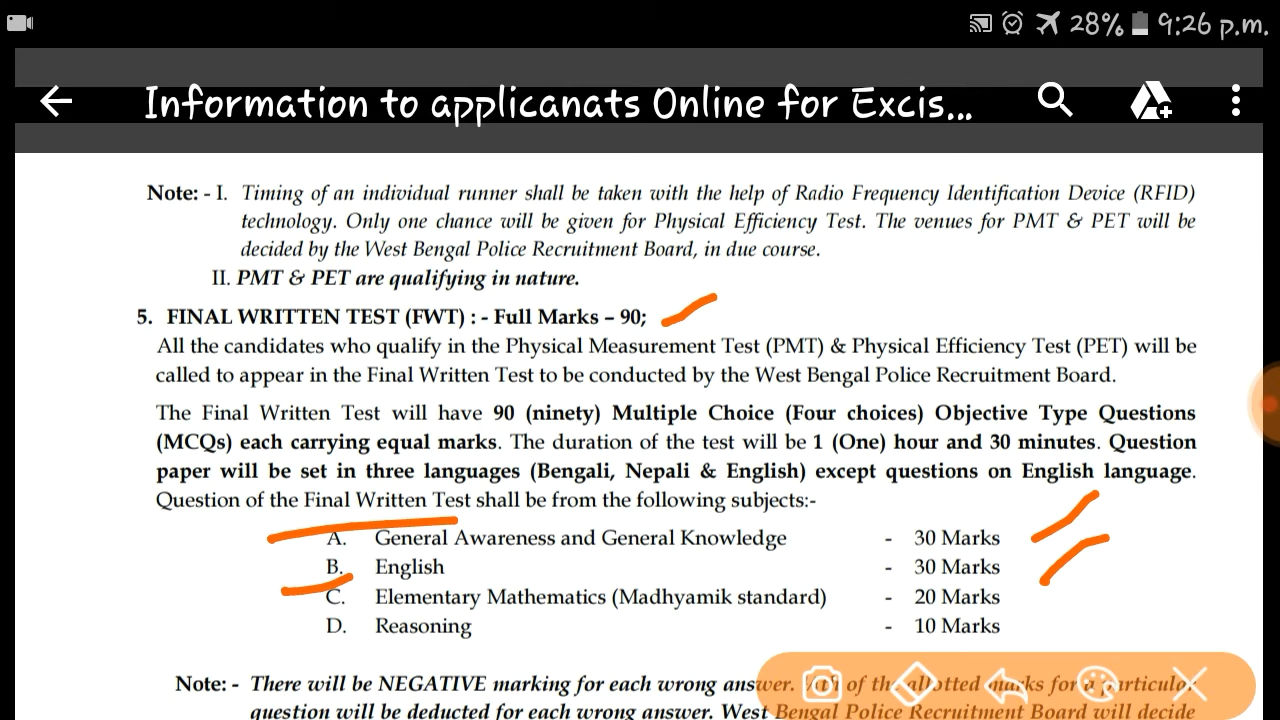 28% 9:26 p.m.
Information to applicanats Online for Excis...
Note: - I. Timing of an individual runner shall be taken with the help of Radio Frequency Identification Device (RFID)
technology. Only one chance will be given for Physical Efficiency Test. The venues for PMT & PET will be
decided by the West Bengal Police Recruitment Board, in due course.
II. PMT & PET are qualifying in nature.
5. FINAL WRITTEN TEST (FWT) : - Full Marks – 90;
All the candidates who qualify in the Physical Measurement Test (PMT) & Physical Efficiency Test (PET) will be
called to appear in the Final Written Test to be conducted by the West Bengal Police Recruitment Board.
The Final Written Test will have 90 (ninety) Multiple Choice (Four choices) Objective Type Questions
(MCQs) each carrying equal marks. The duration of the test will be 1 (One) hour and 30 minutes. Question
paper will be set in three languages (Bengali, Nepali & English) except questions on English language.
Question of the Final Written Test shall be from the following subjects:-
A. General Awareness and General Knowledge - 30 Marks
B. English - 30 Marks
C. Elementary Mathematics (Madhyamik standard) - 20 Marks
D. Reasoning - 10 Marks
Note: - There will be NEGATIVE marking for each wrong answer. of the allotted marks for a particular
question will be deducted for each wrong answer. West Bengal Police Recruitment Board will decide